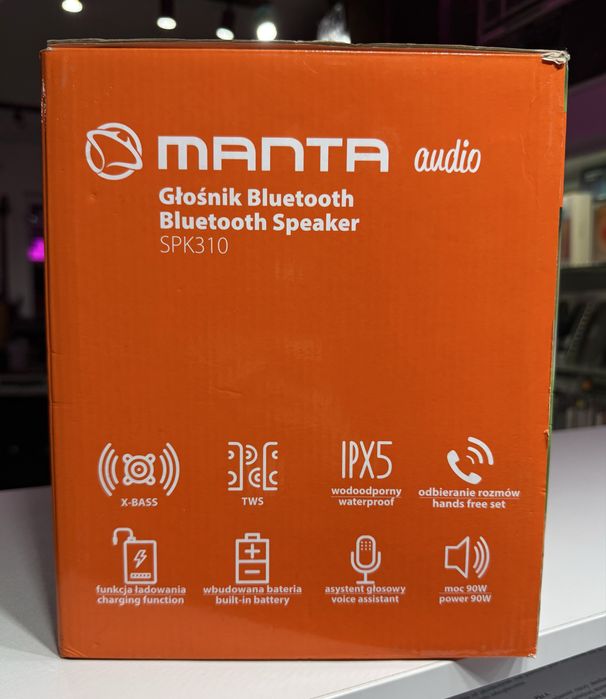 MANTA audio
Głośnik Bluetooth
Bluetooth Speaker
SPK310
X-BASS
TWS
IPX5
wodoodporny
waterproof
odbieranie rozmów
hands free set
funkcja ładowania
charging function
wbudowana bateria
built-in battery
asystent głosowy
voice assistant
moc 90W
power 90W